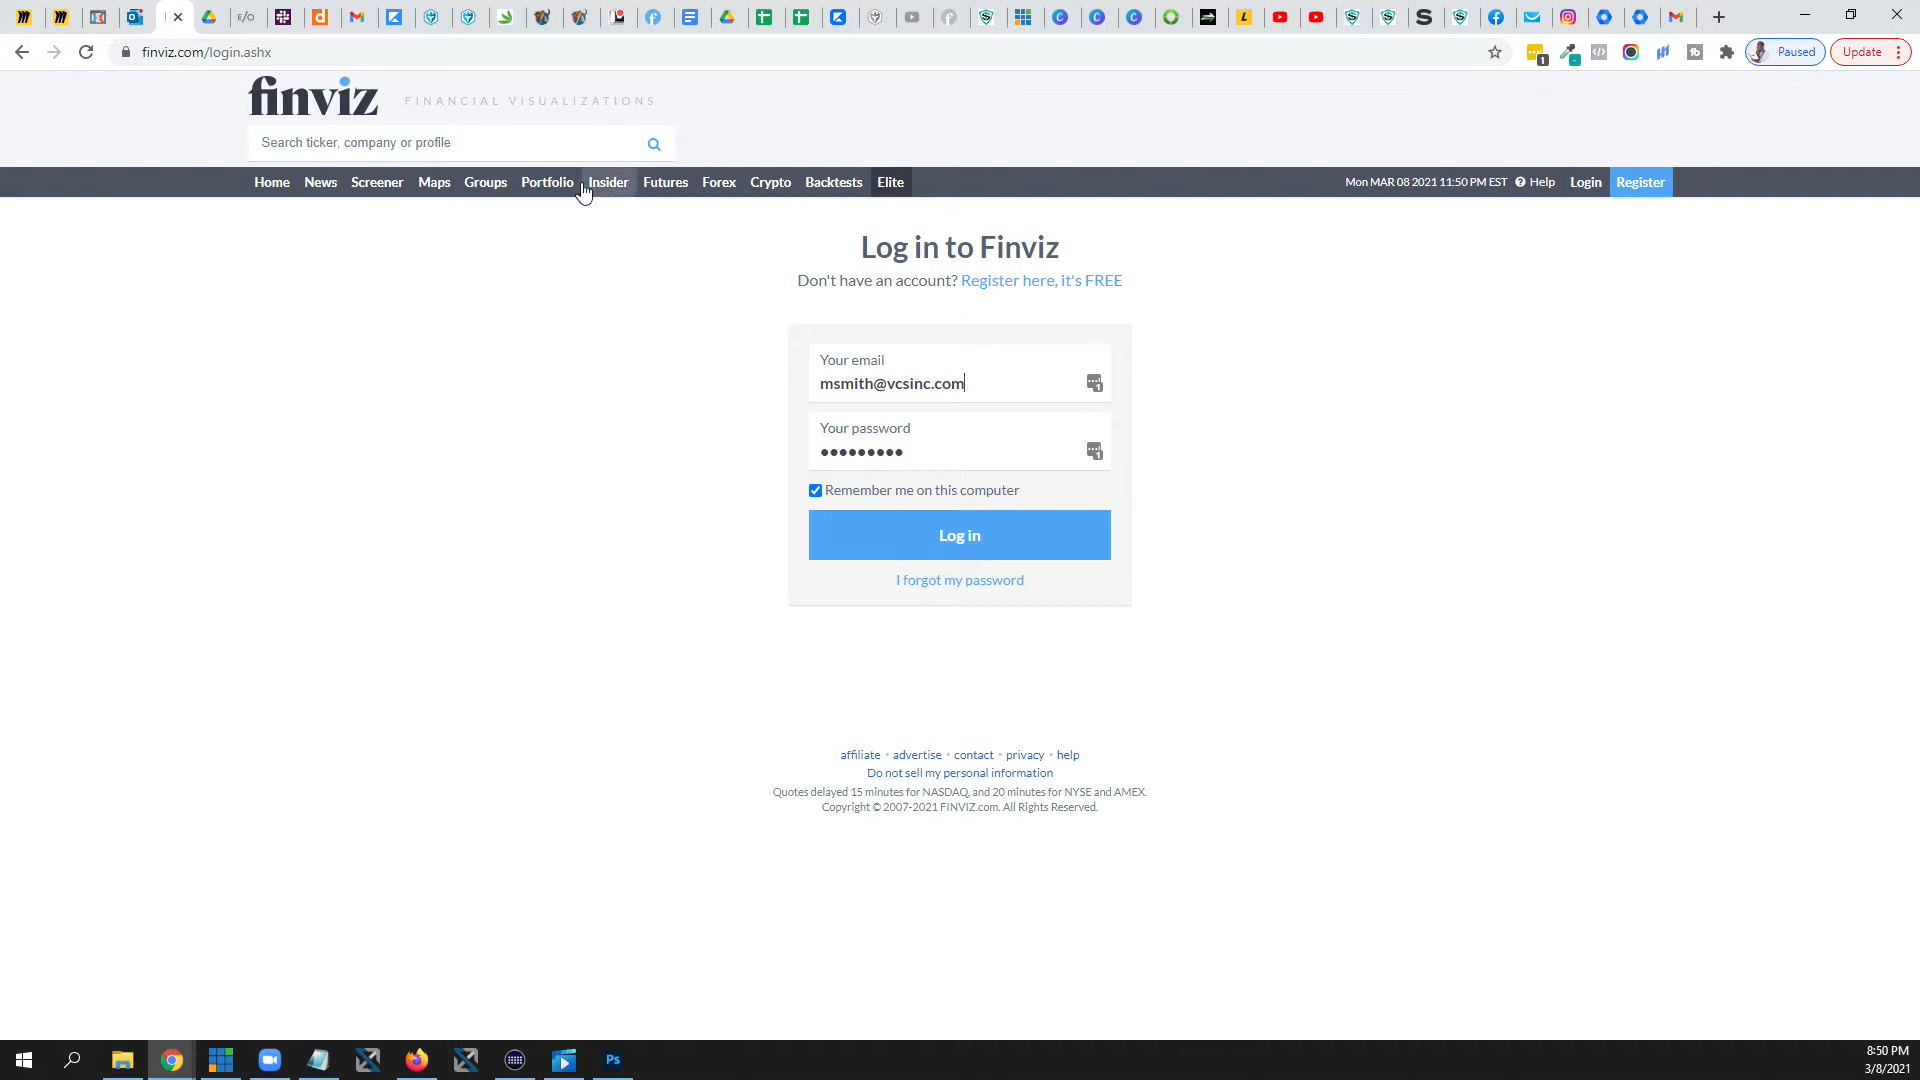 finviz.com/login.ashx
Paused
Update
finviz
FINANCIAL VISUALIZATIONS
Search ticker, company or profile
Home News Screener Maps Groups Portfolio Insider Futures Forex Crypto Backtests Elite
Mon MAR 08 2021 11:50 PM EST Help Login Register
Log in to Finviz
Don't have an account? Register here, it's FREE
Your email
msmith@vcsinc.com
Your password
Remember me on this computer
Log in
I forgot my password
affiliate • advertise • contact • privacy • help
Do not sell my personal information
Quotes delayed 15 minutes for NASDAQ, and 20 minutes for NYSE and AMEX.
Copyright © 2007-2021 FINVIZ.com. All Rights Reserved.
Ps
8:50 PM
3/8/2021